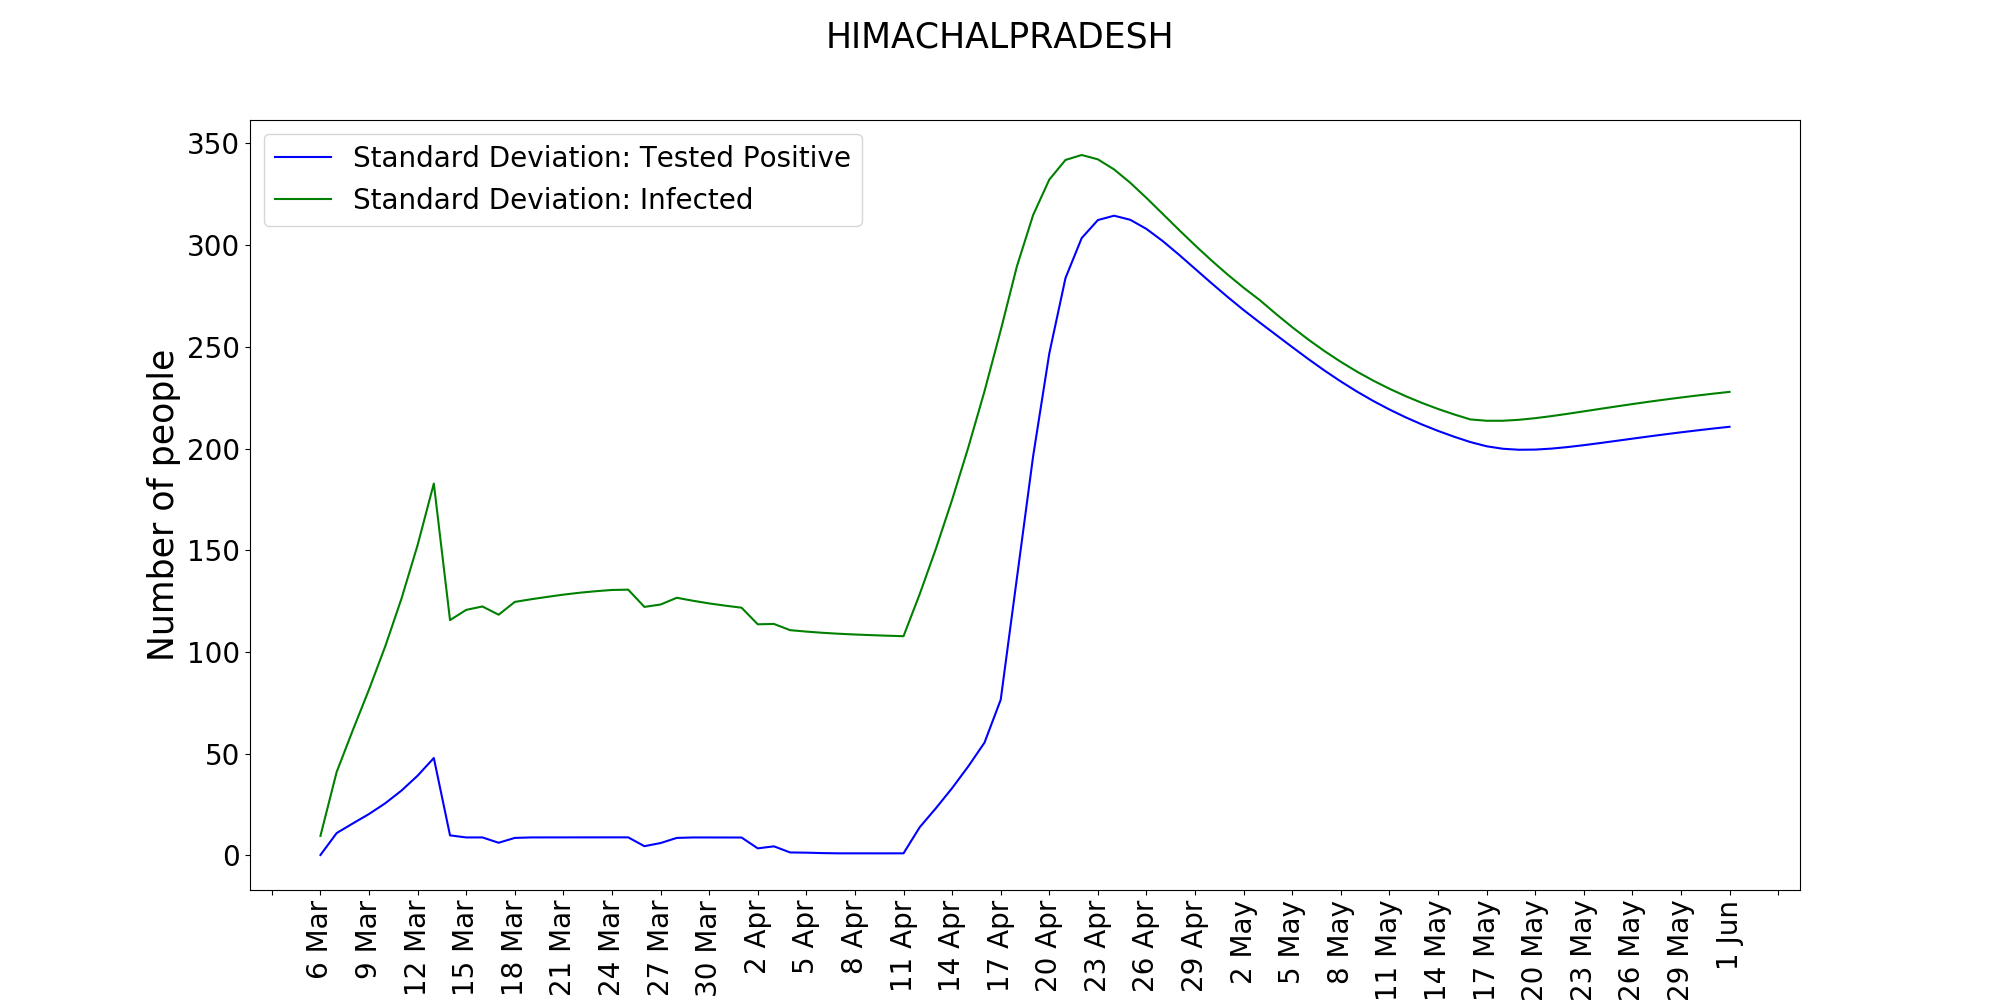 HIMACHALPRADESH
350
300
250
200
150
100
50
0
Number of people
Standard Deviation: Tested Positive
Standard Deviation: Infected
6 Mar
9 Mar
12 Mar
15 Mar
18 Mar
21 Mar
24 Mar
27 Mar
30 Mar
2 Apr
5 Apr
8 Apr
11 Apr
14 Apr
17 Apr
20 Apr
23 Apr
26 Apr
29 Apr
2 May
5 May
8 May
11 May
14 May
17 May
20 May
23 May
26 May
29 May
1 Jun